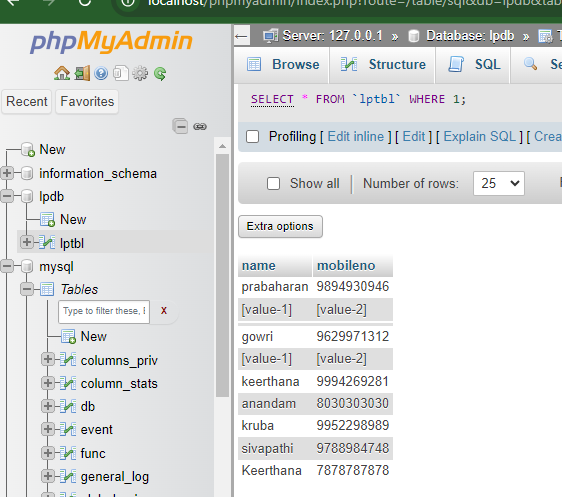 localhost/phpmyadmin/index.php?route=/table/sql&db=lpdb&tab
phpMyAdmin
Recent Favorites
New
information_schema
lpdb
New
lptbl
mysql
Tables
Type to filter these, E X
New
columns_priv
column_stats
db
event
func
general_log
← Server: 127.0.0.1 » Database: lpdb »
Browse Structure SQL Se
SELECT * FROM `lptbl` WHERE 1;
Profiling [ Edit inline ] [ Edit ] [ Explain SQL ] [ Crea
Show all | Number of rows: 25
Extra options
name mobileno
prabaharan 9894930946
[value-1] [value-2]
gowri 9629971312
[value-1] [value-2]
keerthana 9994269281
anandam 8030303030
kruba 9952298989
sivapathi 9788984748
Keerthana 7878787878